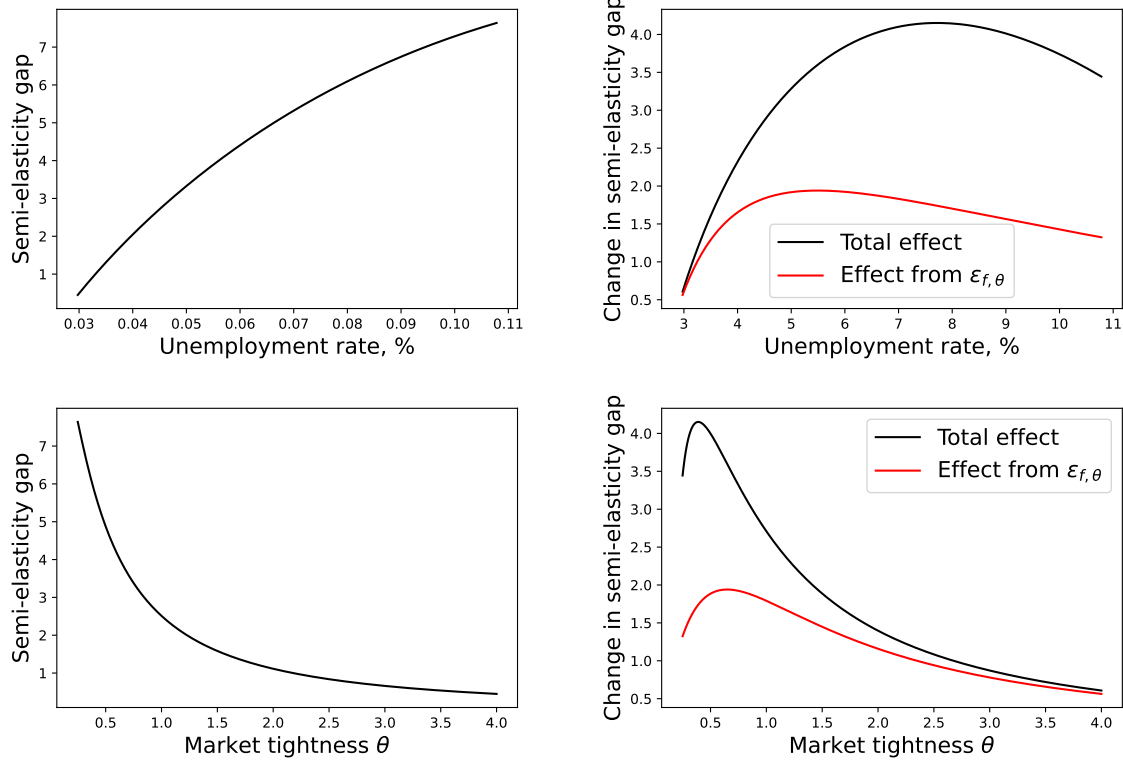 Semi-elasticity gap
7
6
5
4
3
2
1
0.03 0.04 0.05 0.06 0.07 0.08 0.09 0.10 0.11
Unemployment rate, %
Change in semi-elasticity gap
4.0
3.5
3.0
2.5
2.0
1.5
1.0
0.5
Total effect
Effect from ε_{f,θ}
3 4 5 6 7 8 9 10 11
Unemployment rate, %
Semi-elasticity gap
7
6
5
4
3
2
1
0.5 1.0 1.5 2.0 2.5 3.0 3.5 4.0
Market tightness θ
Change in semi-elasticity gap
4.0
3.5
3.0
2.5
2.0
1.5
1.0
0.5
Total effect
Effect from ε_{f,θ}
0.5 1.0 1.5 2.0 2.5 3.0 3.5 4.0
Market tightness θ